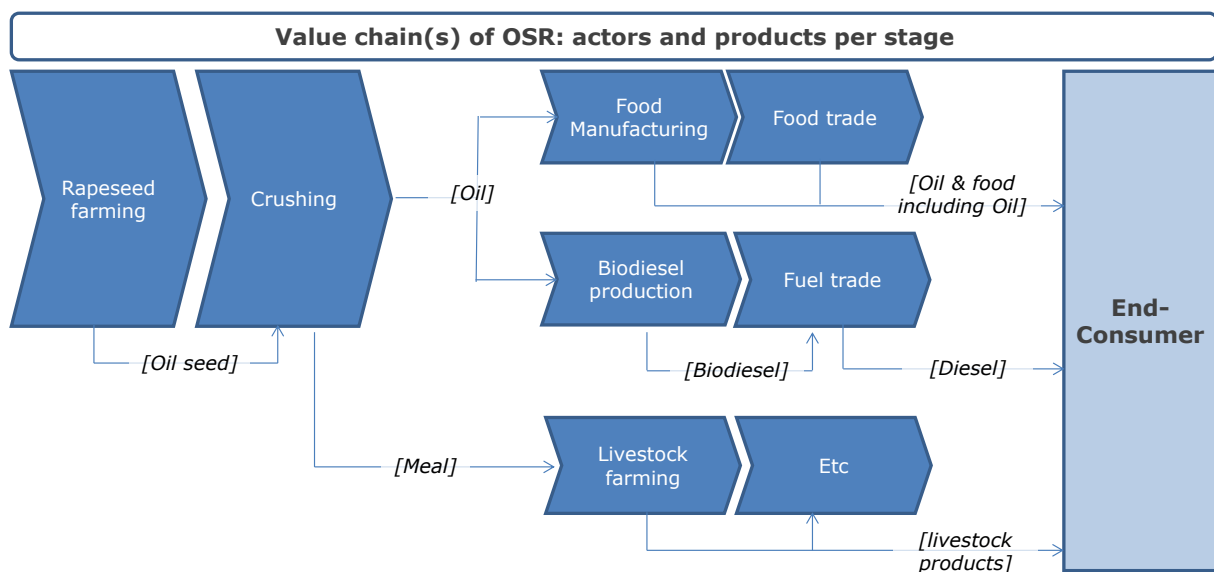 Value chain(s) of OSR: actors and products per stage
Rapeseed
farming
Crushing
[Oil seed]
[Oil]
[Meal]
Food
Manufacturing
Food trade
[Oil & food
including Oil]
Biodiesel
production
Fuel trade
[Biodiesel]
[Diesel]
Livestock
farming
Etc
[livestock
products]
End-
Consumer